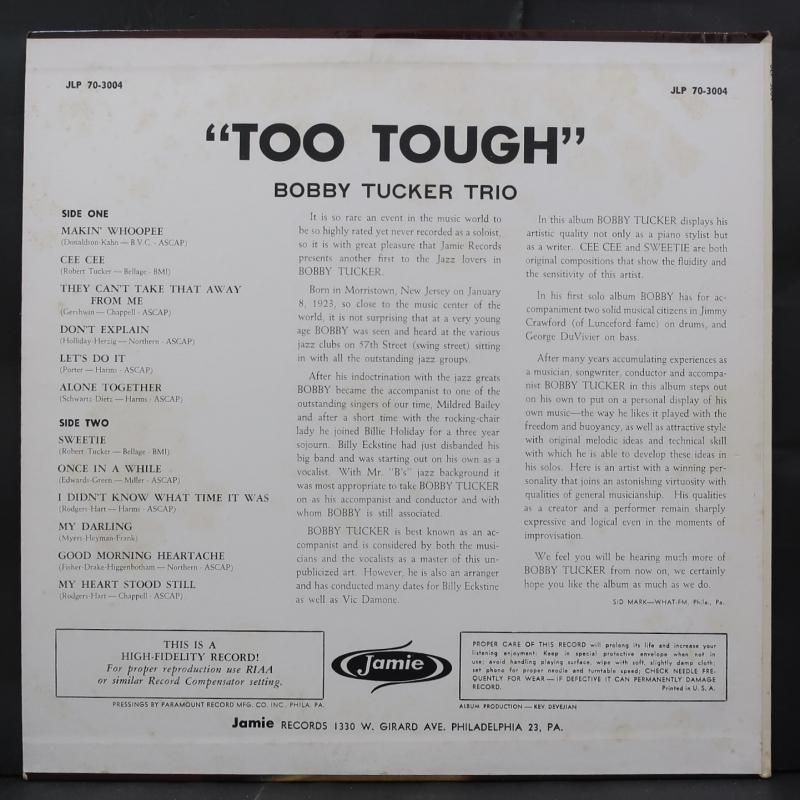 JLP 70-3004
JLP 70-3004
"TOO TOUGH"
BOBBY TUCKER TRIO
SIDE ONE
MAKIN' WHOOPEE
(Donaldson-Kahn — B.V.C. - ASCAP)
CEE CEE
(Robert Tucker — Bellage - BMI)
THEY CAN'T TAKE THAT AWAY
FROM ME
(Gershwin — Chappell - ASCAP)
DON'T EXPLAIN
(Holliday-Herzig — Northern - ASCAP)
LET'S DO IT
(Porter — Harms - ASCAP)
ALONE TOGETHER
(Schwartz-Dietz — Harms - ASCAP)
SIDE TWO
SWEETIE
(Robert Tucker — Bellage - BMI)
ONCE IN A WHILE
(Edwards-Green — Miller - ASCAP)
I DIDN'T KNOW WHAT TIME IT WAS
(Rodgers-Hart — Harms - ASCAP)
MY DARLING
(Myers-Heyman-Frank)
GOOD MORNING HEARTACHE
(Fisher-Drake-Higgenbotham — Northern - ASCAP)
MY HEART STOOD STILL
(Rodgers-Hart — Chappell - ASCAP)
It is so rare an event in the music world to
be so highly rated yet never recorded as a soloist,
so it is with great pleasure that Jamie Records
presents another first to the Jazz lovers in
BOBBY TUCKER.
Born in Morristown, New Jersey on January
8, 1923, so close to the music center of the
world, it is not surprising that at a very young
age BOBBY was seen and heard at the various
jazz clubs on 57th Street (swing street) sitting
in with all the outstanding jazz groups.
After his indoctrination with the jazz greats
BOBBY became the accompanist to one of the
outstanding singers of our time, Mildred Bailey
and after a short time with the rocking-chair
lady he joined Billie Holiday for a three year
sojourn. Billy Eckstine had just disbanded his
big band and was starting out on his own as a
vocalist. With Mr. "B's" jazz background it
was most appropriate to take BOBBY TUCKER
on as his accompanist and conductor and with
whom BOBBY is still associated.
BOBBY TUCKER is best known as an ac-
companist and is considered by both the musi-
cians and the vocalists as a master of this un-
publicized art. However, he is also an arranger
and has conducted many dates for Billy Eckstine
as well as Vic Damone.
In this album BOBBY TUCKER displays his
artistic quality not only as a piano stylist but
as a writer. CEE CEE and SWEETIE are both
original compositions that show the fluidity and
the sensitivity of this artist.
In his first solo album BOBBY has for ac-
companiment two solid musical citizens in Jimmy
Crawford (of Lunceford fame) on drums, and
George DuVivier on bass.
After many years accumulating experiences as
a musician, songwriter, conductor and accompa-
nist BOBBY TUCKER in this album steps out
on his own to put on a personal display of his
own music—the way he likes it played with the
freedom and buoyancy, as well as attractive style
with original melodic ideas and technical skill
with which he is able to develop these ideas in
his solos. Here is an artist with a winning per-
sonality that joins an astonishing virtuosity with
qualities of general musicianship. His qualities
as a creator and a performer remain sharply
expressive and logical even in the moments of
improvisation.
We feel you will be hearing much more of
BOBBY TUCKER from now on, we certainly
hope you like the album as much as we do.
SID MARK—WHAT-FM, Phila., Pa.
THIS IS A
HIGH-FIDELITY RECORD!
For proper reproduction use RIAA
or similar Record Compensator setting.
PRESSINGS BY PARAMOUNT RECORD MFG. CO. INC., PHILA. PA.
Jamie
PROPER CARE OF THIS RECORD will prolong its life and increase your
listening enjoyment: Keep in special protective envelope when not in
use; avoid handling playing surface, wipe with soft, slightly damp cloth;
set phono for proper needle and turntable speed; CHECK NEEDLE FRE-
QUENTLY FOR WEAR — IF DEFECTIVE IT CAN PERMANENTLY DAMAGE
RECORD.
Printed in U. S. A.
ALBUM PRODUCTION — KEV. DEVEJIAN
Jamie RECORDS 1330 W. GIRARD AVE. PHILADELPHIA 23, PA.